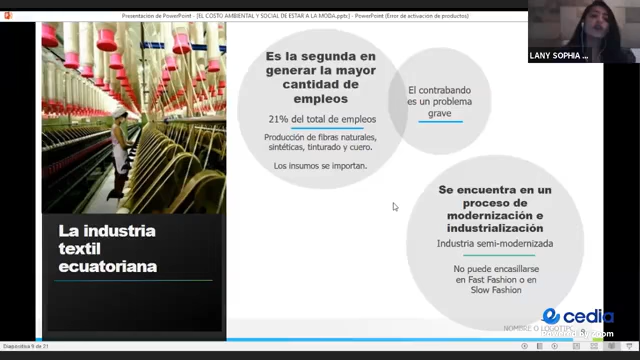 Presentación de PowerPoint - [EL COSTO AMBIENTAL Y SOCIAL DE ESTAR A LA MODA.pptx] - PowerPoint (Error de activación de productos)
LANY SOPHIA ...
Es la segunda en
generar la mayor
cantidad de
empleos
21% del total de empleos
Producción de fibras naturales,
sintéticas, tinturado y cuero.
Los insumos se importan.
El contrabando
es un problema
grave
La industria
textil
ecuatoriana
Se encuentra en un
proceso de
modernización e
industrialización
Industria semi-modernizada
No puede encasillarse
en Fast Fashion o en
Slow Fashion
cedia
NOMBRE O LOGOTIPO
Powered by Zoom
Diapositiva 9 de 21